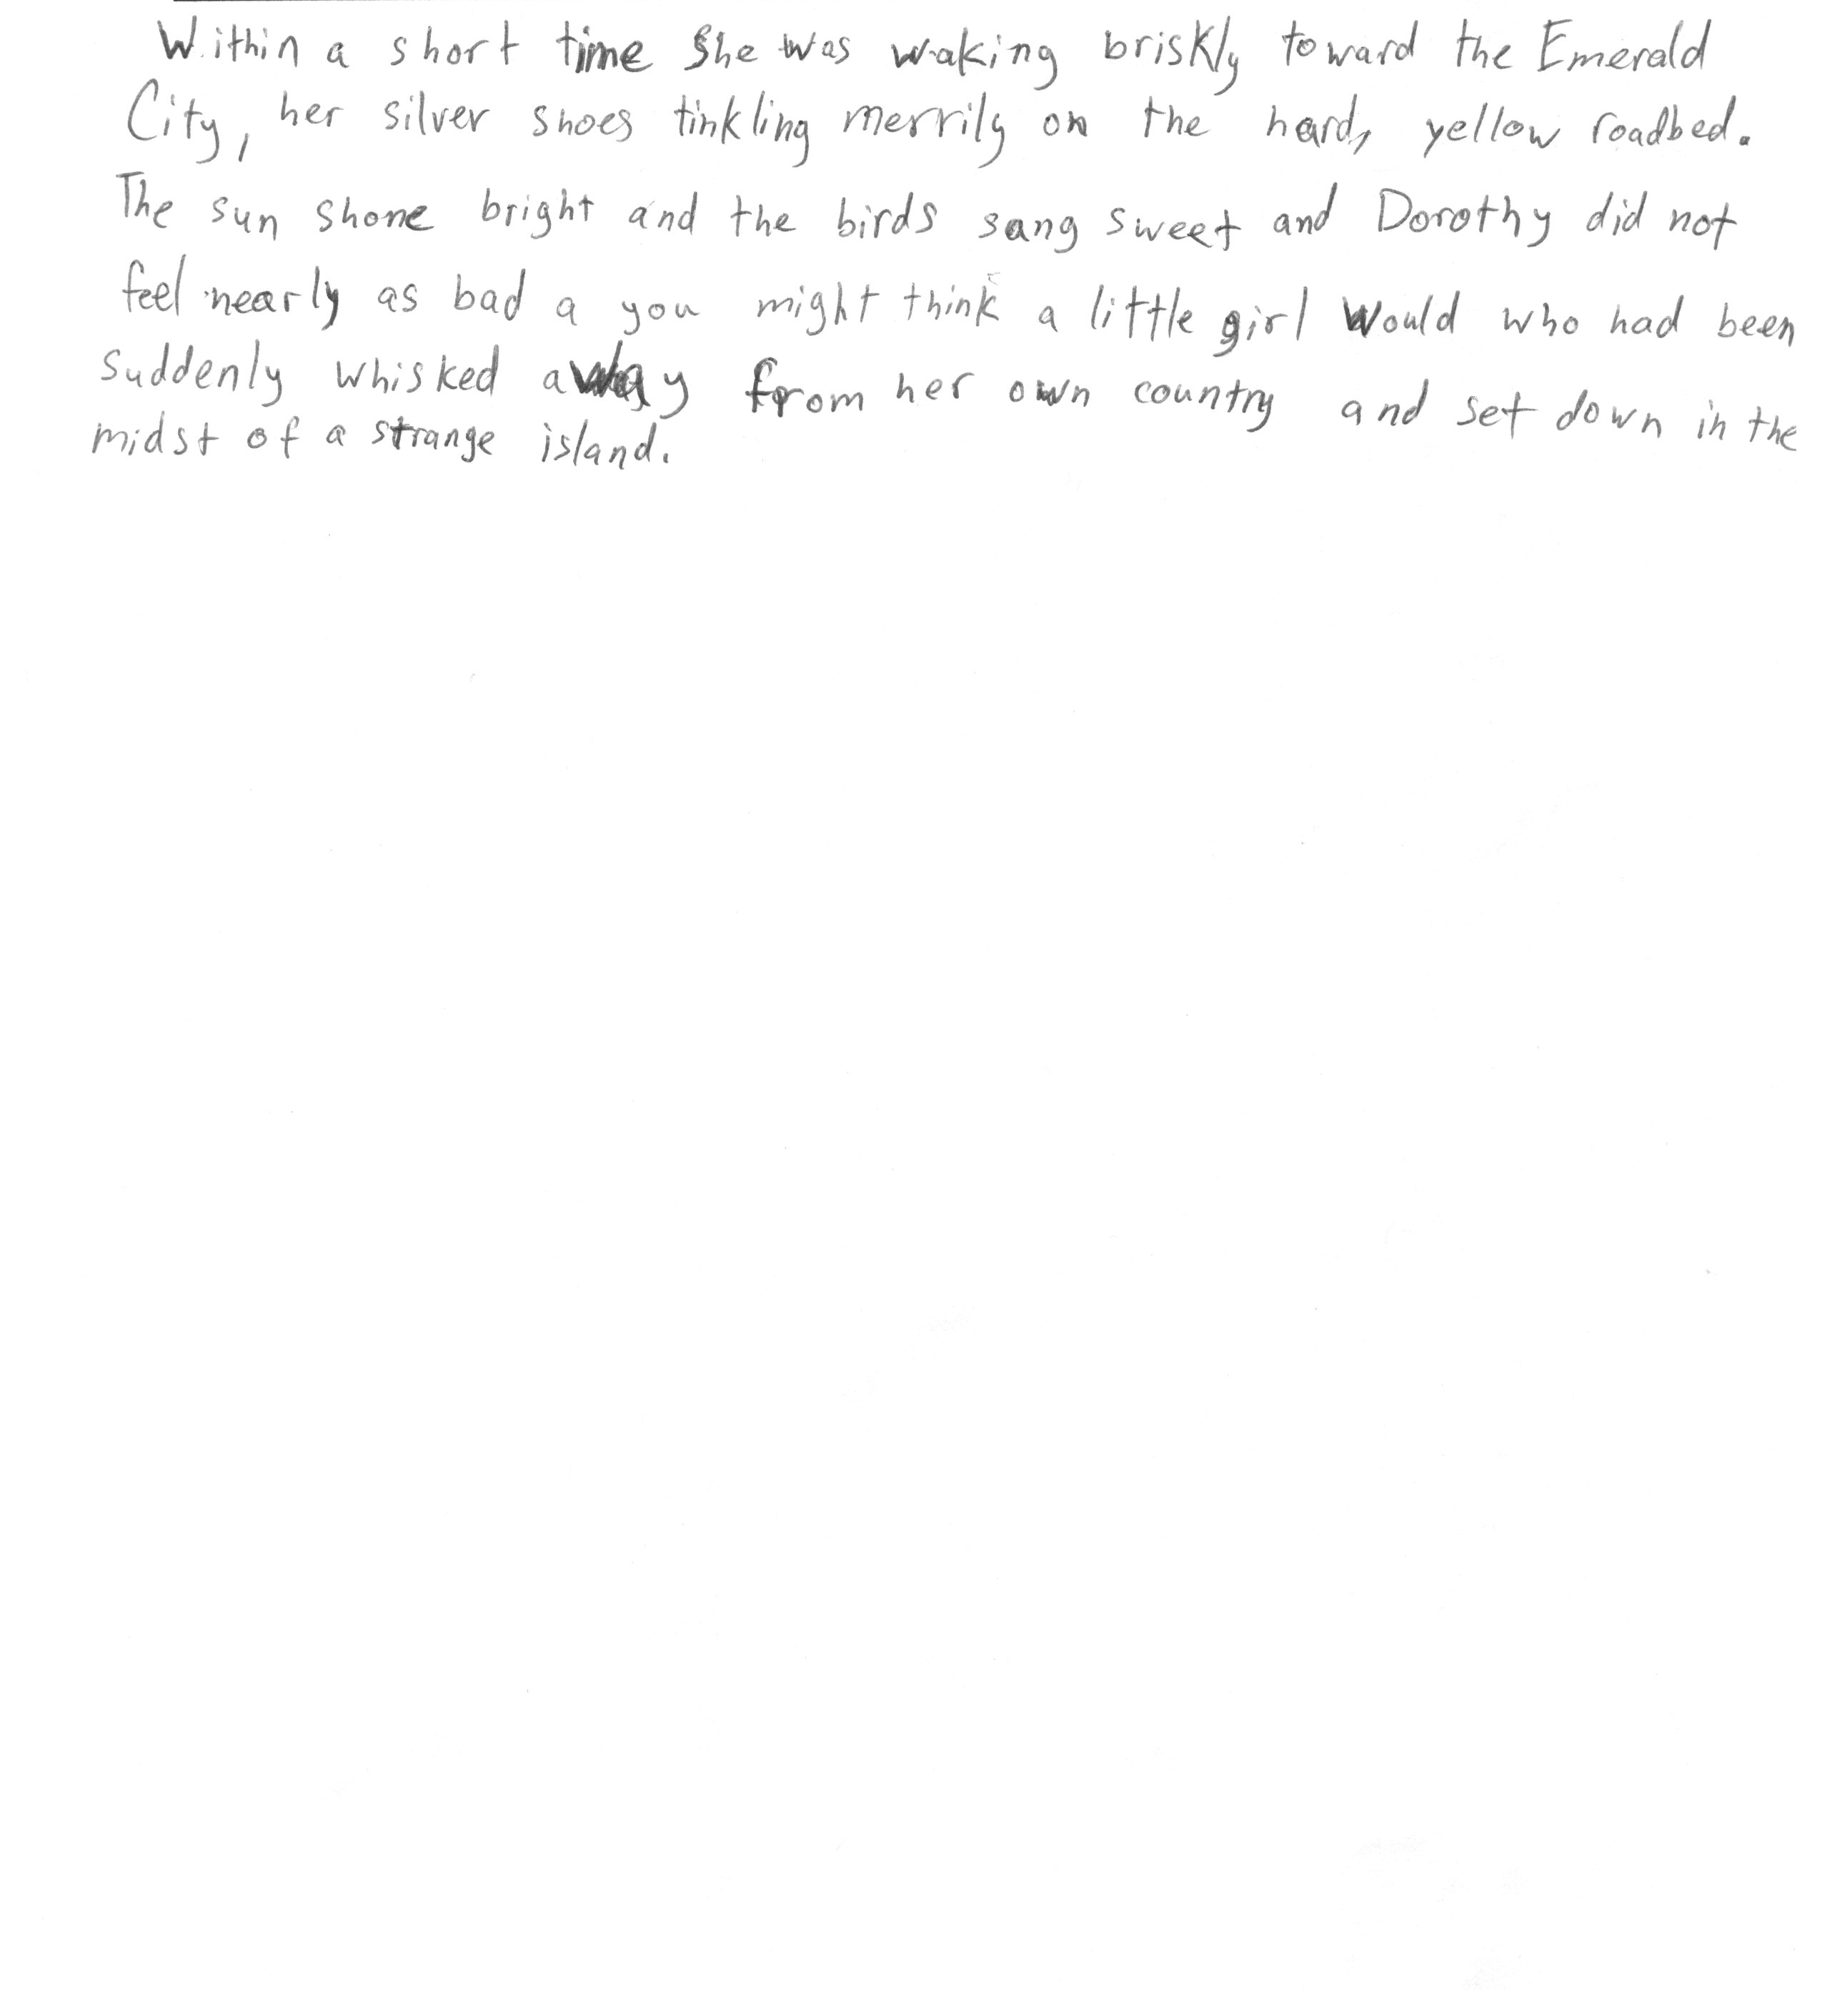 Within a short time she was waking briskly toward the Emerald
City, her silver shoes tinkling merrily on the hard, yellow roadbed.
The sun shone bright and the birds sang sweet and Dorothy did not
feel nearly as bad a you might think a little girl would who had been
suddenly whisked away from her own country and set down in the
midst of a strange island.